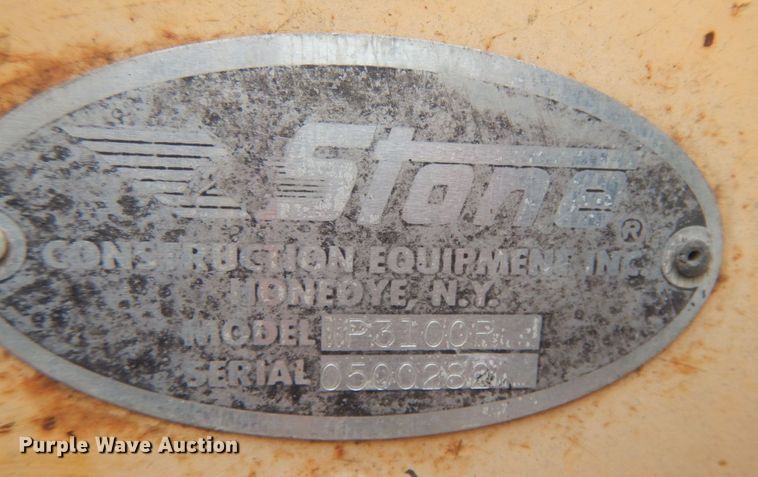 Stone®
CONSTRUCTION EQUIPMENT INC.
HONEOYE, N.Y.
MODEL
SERIAL
Purple Wave Auction